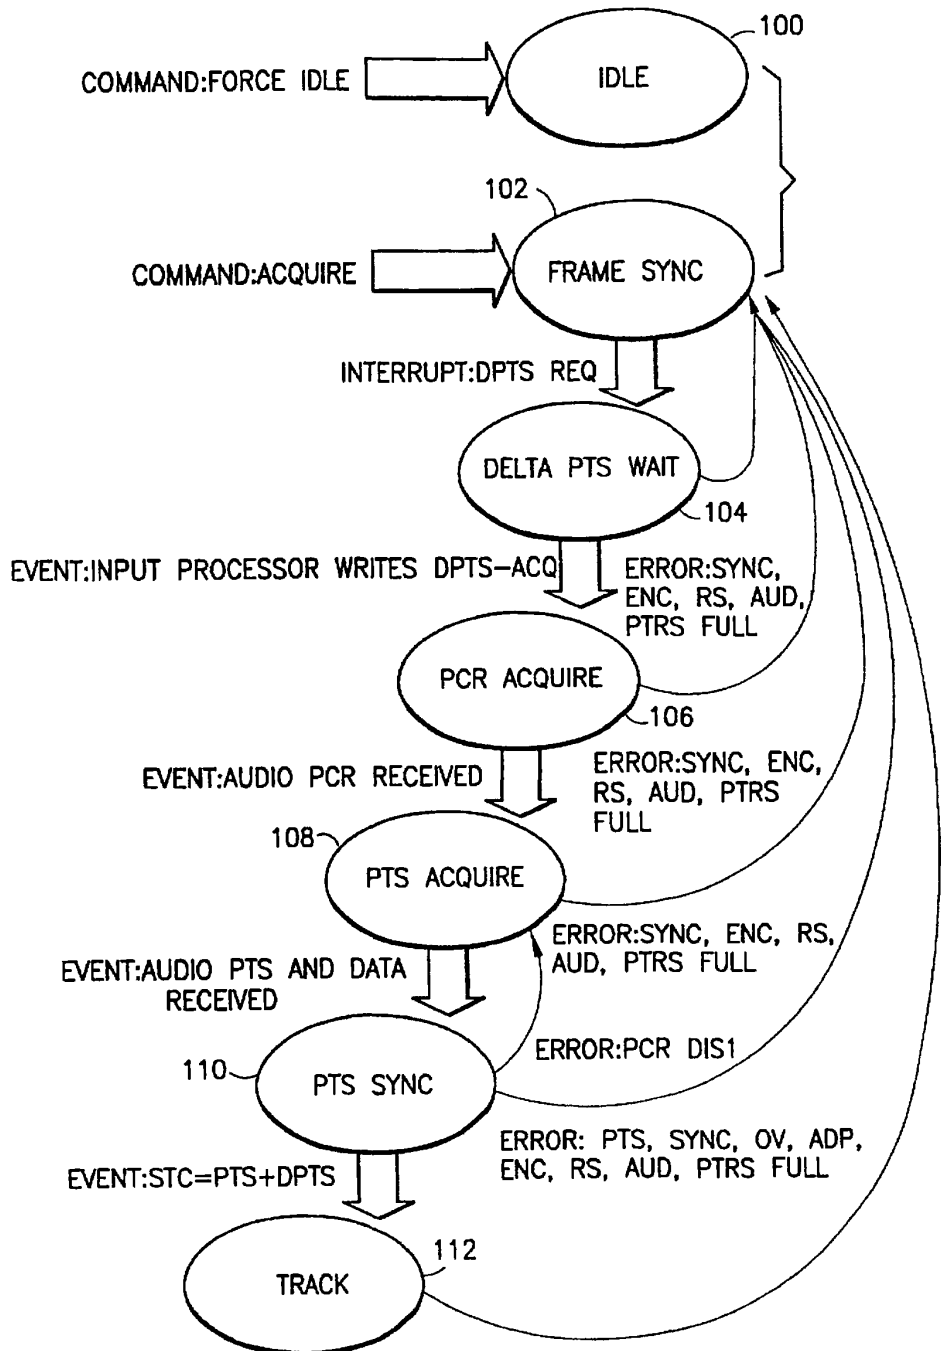 100
COMMAND:FORCE IDLE
IDLE
102
COMMAND:ACQUIRE
FRAME SYNC
INTERRUPT:DPTS REQ
DELTA PTS WAIT
104
EVENT:INPUT PROCESSOR WRITES DPTS-ACQ
ERROR:SYNC,
ENC, RS, AUD,
PTRS FULL
PCR ACQUIRE
106
EVENT:AUDIO PCR RECEIVED
ERROR:SYNC, ENC,
RS, AUD, PTRS
FULL
108
PTS ACQUIRE
ERROR:SYNC, ENC, RS,
AUD, PTRS FULL
EVENT:AUDIO PTS AND DATA
RECEIVED
ERROR:PCR DIS1
110
PTS SYNC
ERROR: PTS, SYNC, OV, ADP,
ENC, RS, AUD, PTRS FULL
EVENT:STC=PTS+DPTS
112
TRACK